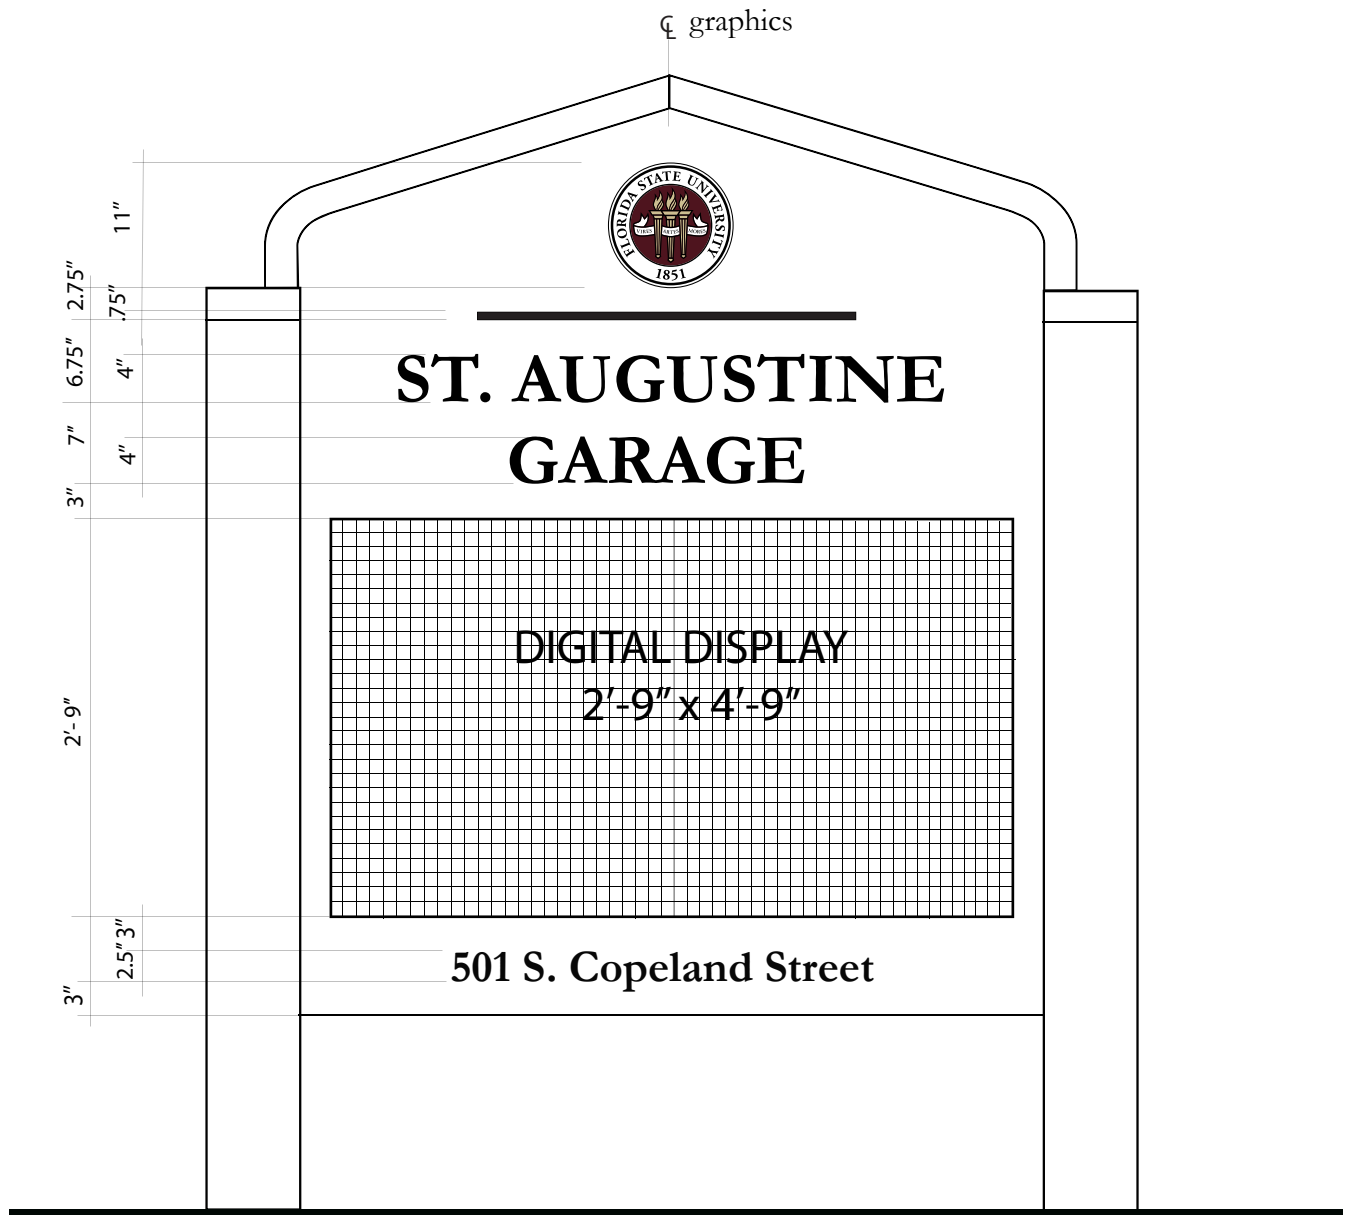 ℄ graphics
11”
FLORIDA STATE UNIVERSITY
VIRES ARTES MORES
1851
2.75”
.75”
6.75”
4”
ST. AUGUSTINE
7”
4”
GARAGE
3”
DIGITAL DISPLAY
2’-9” x 4’-9”
2’- 9”
3”
2.5”
501 S. Copeland Street
3”